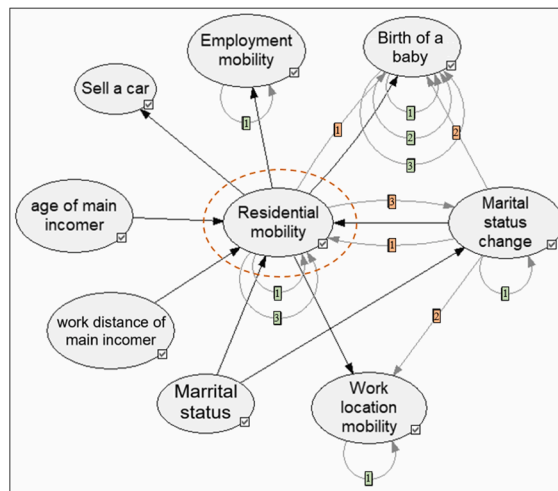 Employment
mobility
Birth of a
baby
Sell a car
1
1
1
2
2
3
age of main
incomer
Residential
mobility
3
Marital
status
change
1
1
3
1
work distance of
main incomer
2
Marrital
status
Work
location
mobility
1